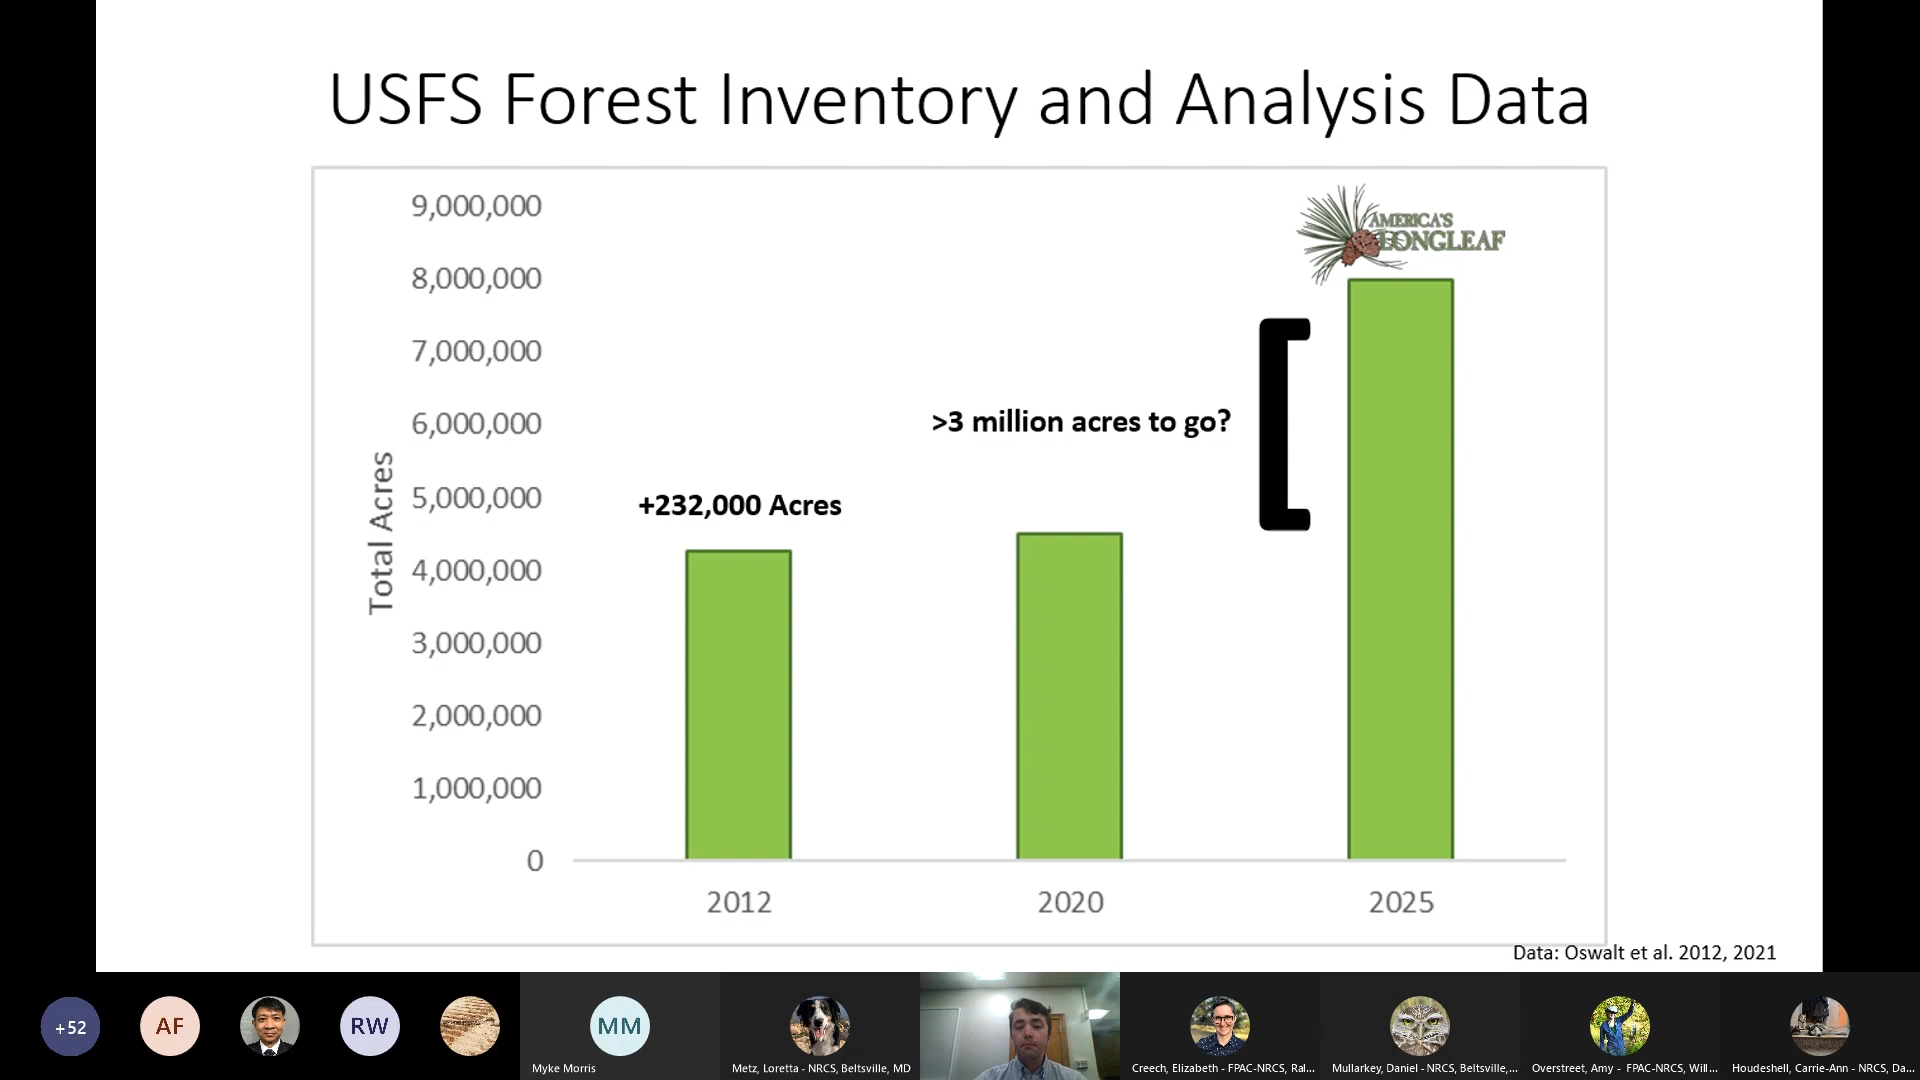 USFS Forest Inventory and Analysis Data
9,000,000
8,000,000
7,000,000
6,000,000
5,000,000
4,000,000
3,000,000
2,000,000
1,000,000
0
Total Acres
AMERICA'S
LONGLEAF
>3 million acres to go?
+232,000 Acres
2012
2020
2025
Data: Oswalt et al. 2012, 2021
+52
AF
RW
MM
Myke Morris
Metz, Loretta - NRCS, Beltsville, MD
Creech, Elizabeth - FPAC-NRCS, Ral...
Mullarkey, Daniel - NRCS, Beltsville,...
Overstreet, Amy - FPAC-NRCS, Will...
Houdeshell, Carrie-Ann - NRCS, Da...